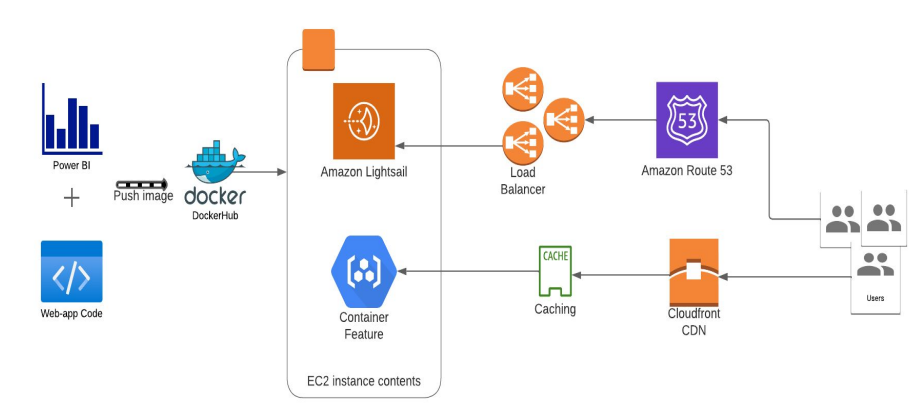 Power BI
+
Web-app Code
Push image
docker
DockerHub
Amazon Lightsail
Container
Feature
EC2 instance contents
Load
Balancer
CACHE
Caching
53
Amazon Route 53
Cloudfront
CDN
Users